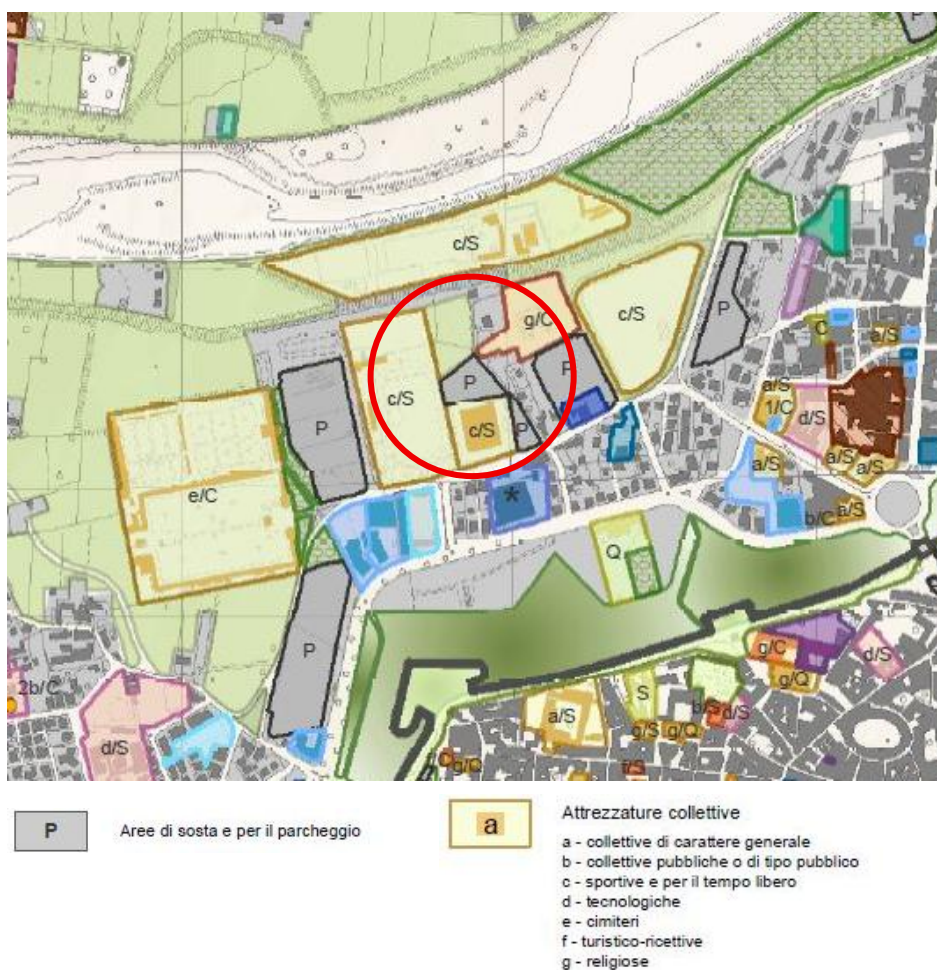 P
c/S
P
g/C
c/S
C
a/S
P
P
c/S
a/S
1/C
d/S
P
c/S
P
a/S
a/S
a/S
e/C
*
b/C
a/S
Q
P
g/C
d/S
2b/C
g/Q
S
d/S
a/S
b/S
d/S
g/S
g/Q
g/Q
P
Aree di sosta e per il parcheggio
a
Attrezzature collettive
a - collettive di carattere generale
b - collettive pubbliche o di tipo pubblico
c - sportive e per il tempo libero
d - tecnologiche
e - cimiteri
f - turistico-ricettive
g - religiose